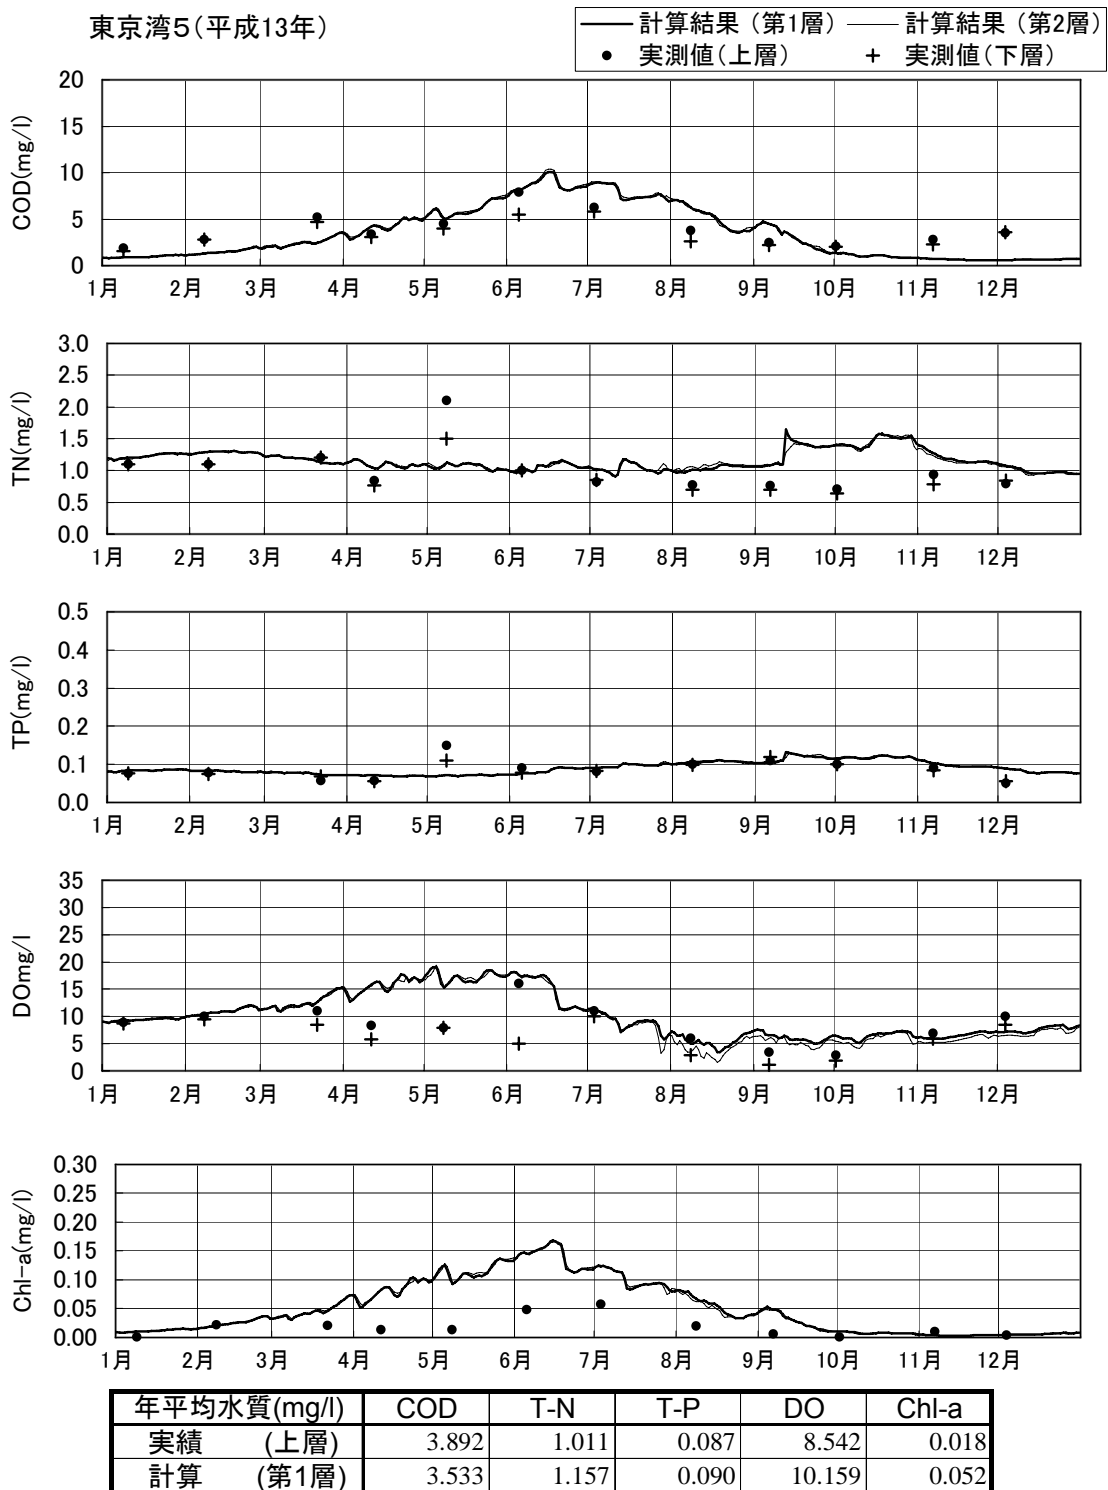 東京湾5(平成13年)
計算結果（第1層） 計算結果（第2層）
実測値(上層) 実測値(下層)
COD(mg/l)
20
15
10
5
0
1月 2月 3月 4月 5月 6月 7月 8月 9月 10月 11月 12月
TN(mg/l)
3.0
2.5
2.0
1.5
1.0
0.5
0.0
1月 2月 3月 4月 5月 6月 7月 8月 9月 10月 11月 12月
TP(mg/l)
0.5
0.4
0.3
0.2
0.1
0.0
1月 2月 3月 4月 5月 6月 7月 8月 9月 10月 11月 12月
DOmg/l
35
30
25
20
15
10
5
0
1月 2月 3月 4月 5月 6月 7月 8月 9月 10月 11月 12月
Chl-a(mg/l)
0.30
0.25
0.20
0.15
0.10
0.05
0.00
1月 2月 3月 4月 5月 6月 7月 8月 9月 10月 11月 12月
年平均水質(mg/l) COD T-N T-P DO Chl-a
実績 (上層) 3.892 1.011 0.087 8.542 0.018
計算 (第1層) 3.533 1.157 0.090 10.159 0.052